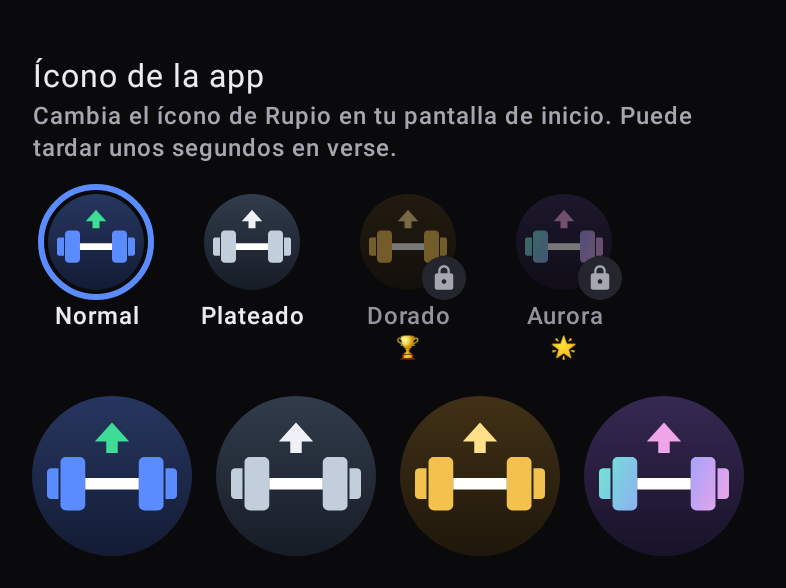 Ícono de la app
Cambia el ícono de Rupio en tu pantalla de inicio. Puede
tardar unos segundos en verse.
Normal Plateado Dorado Aurora